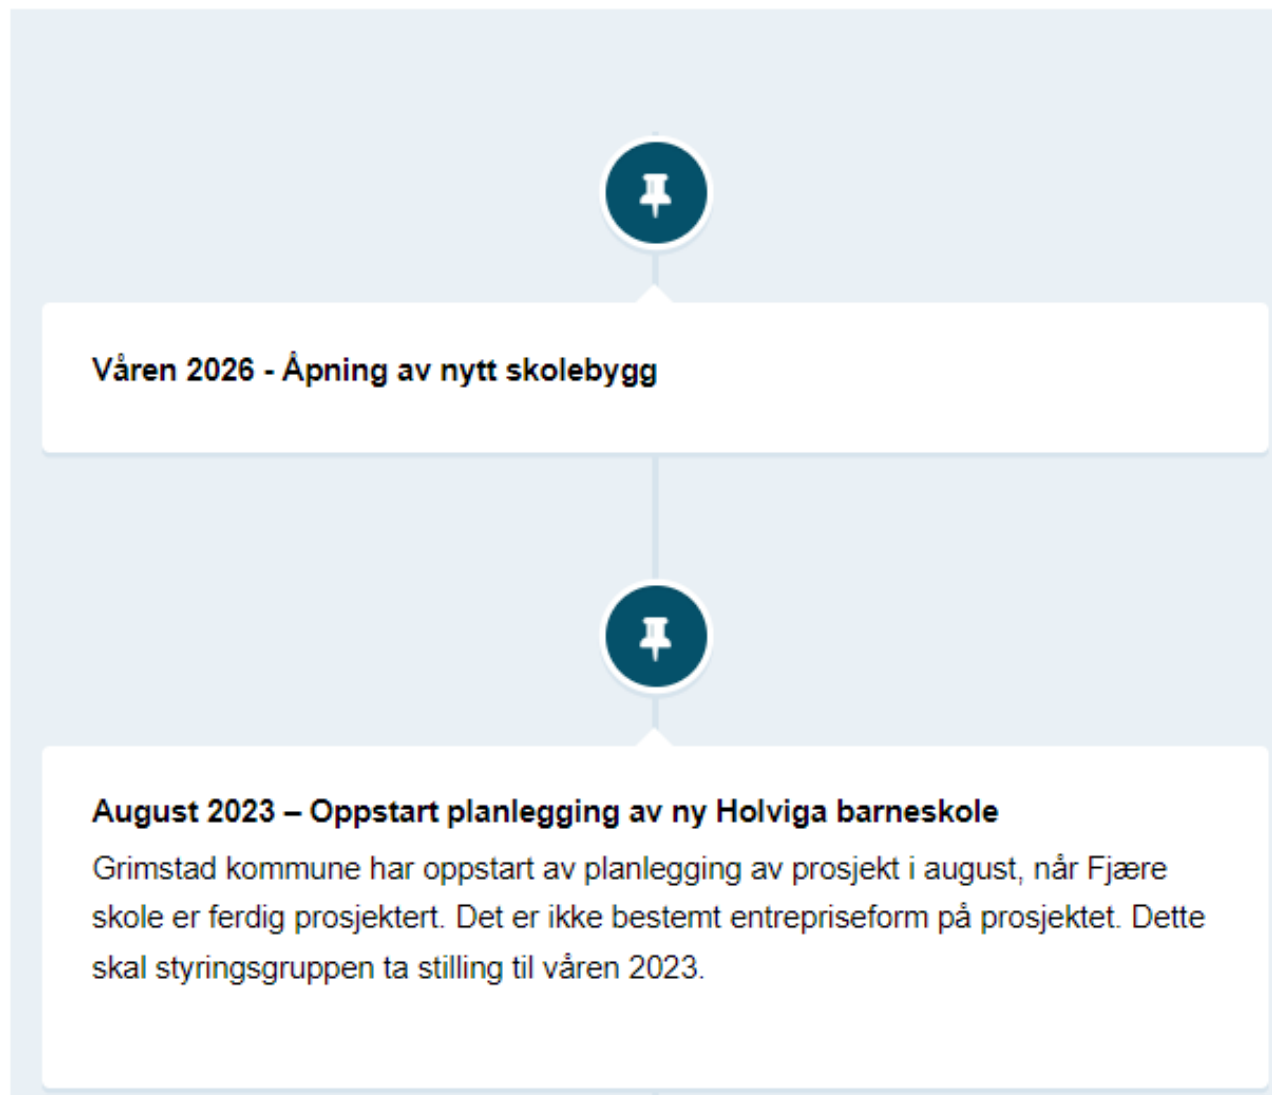 Våren 2026 - Åpning av nytt skolebygg
August 2023 – Oppstart planlegging av ny Holviga barneskole
Grimstad kommune har oppstart av planlegging av prosjekt i august, når Fjære
skole er ferdig prosjektert. Det er ikke bestemt entrepriseform på prosjektet. Dette
skal styringsgruppen ta stilling til våren 2023.